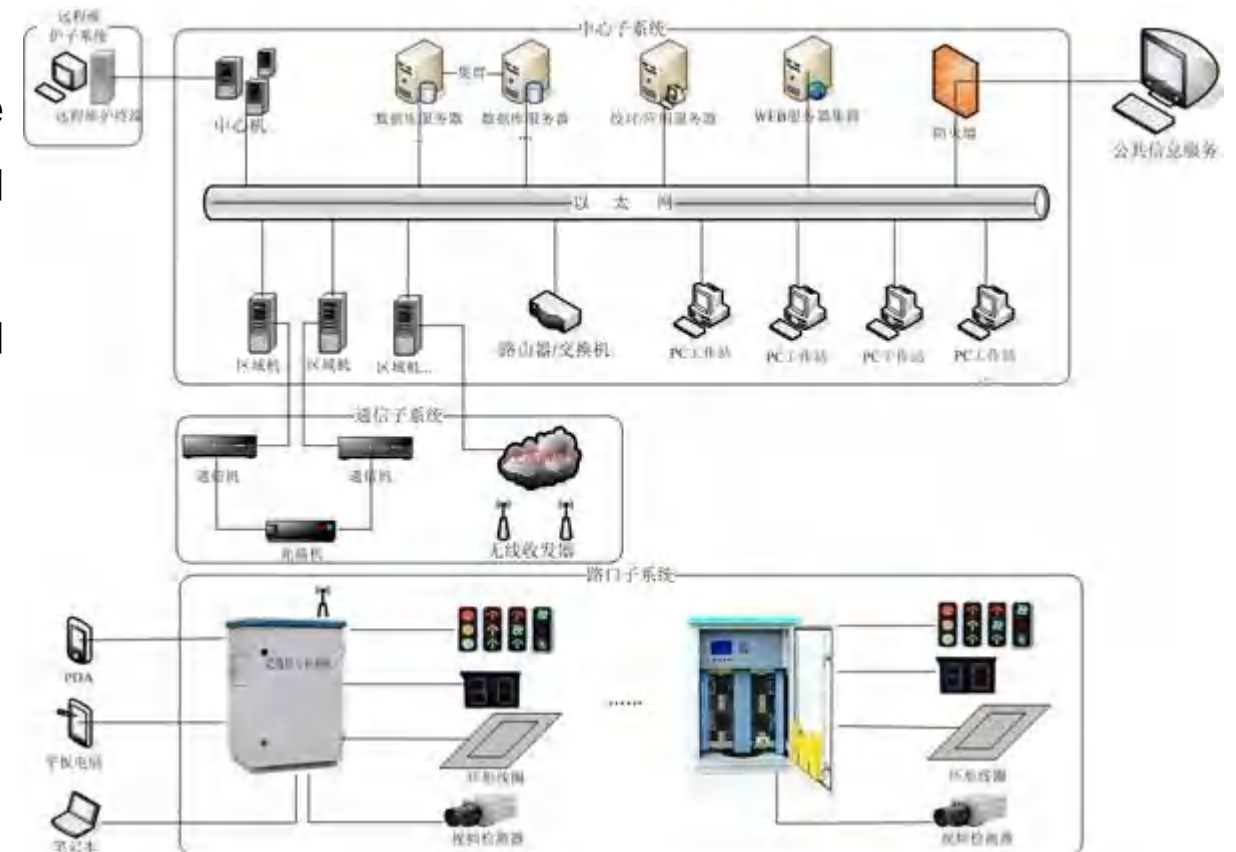 远程维
护子系统
远程维护终端
中心子系统
中心机
集群
数据库服务器
数据库服务器
...
校时/应用服务器
WEB服务器集群
防火墙
公共信息服务
以 太 网
区域机
区域机
区域机...
路由器/交换机
PC工作站
PC工作站
PC工作站
PC工作站
通信子系统
通信机
通信机
光端机
无线收发器
路口子系统
PDA
平板电脑
笔记本
环形线圈
视频检测器
......
环形线圈
视频检测器